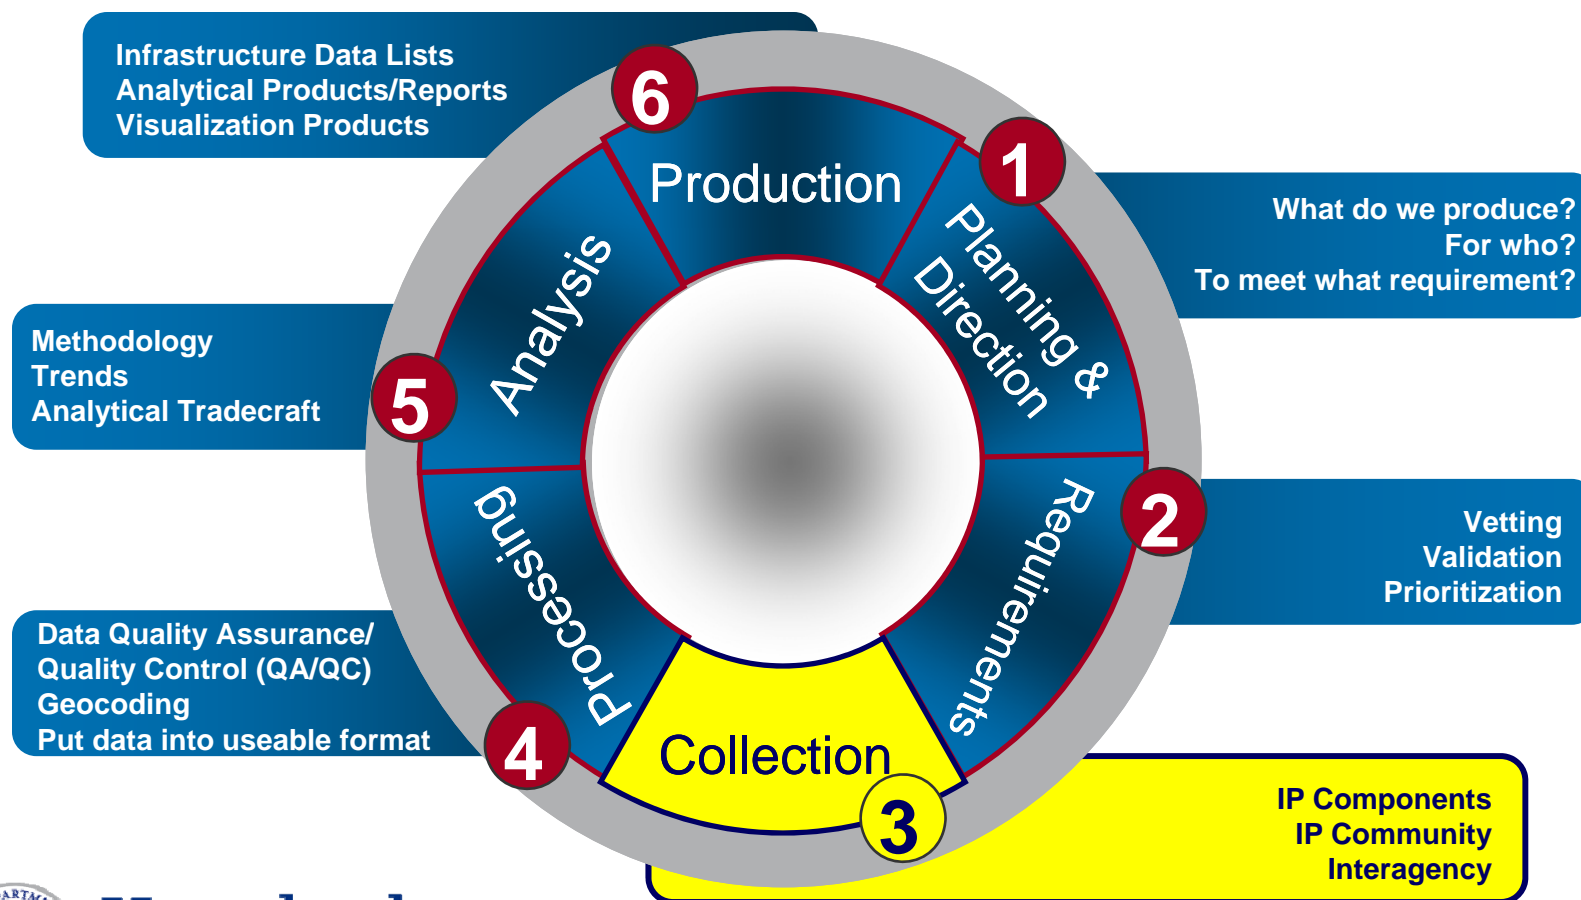 Infrastructure Data Lists
Analytical Products/Reports
Visualization Products
6
Production
1
Planning &
Direction
What do we produce?
For who?
To meet what requirement?
Analysis
5
Methodology
Trends
Analytical Tradecraft
2
Requirements
Vetting
Validation
Prioritization
Processing
4
Data Quality Assurance/
Quality Control (QA/QC)
Geocoding
Put data into useable format
Collection
3
IP Components
IP Community
Interagency